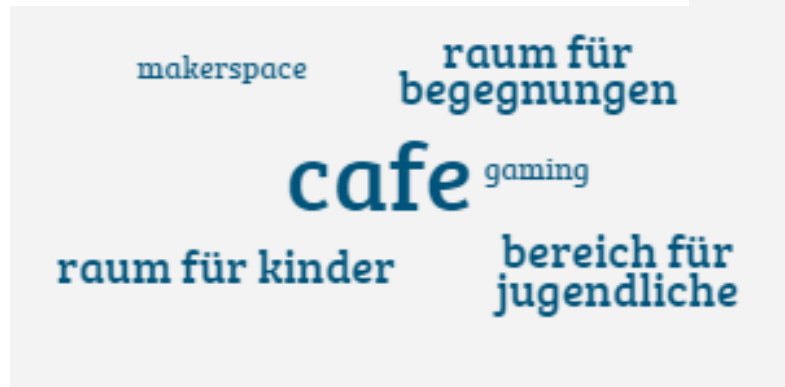 makerspace
raum für
begegnungen
cafe
gaming
raum für kinder
bereich für
jugendliche